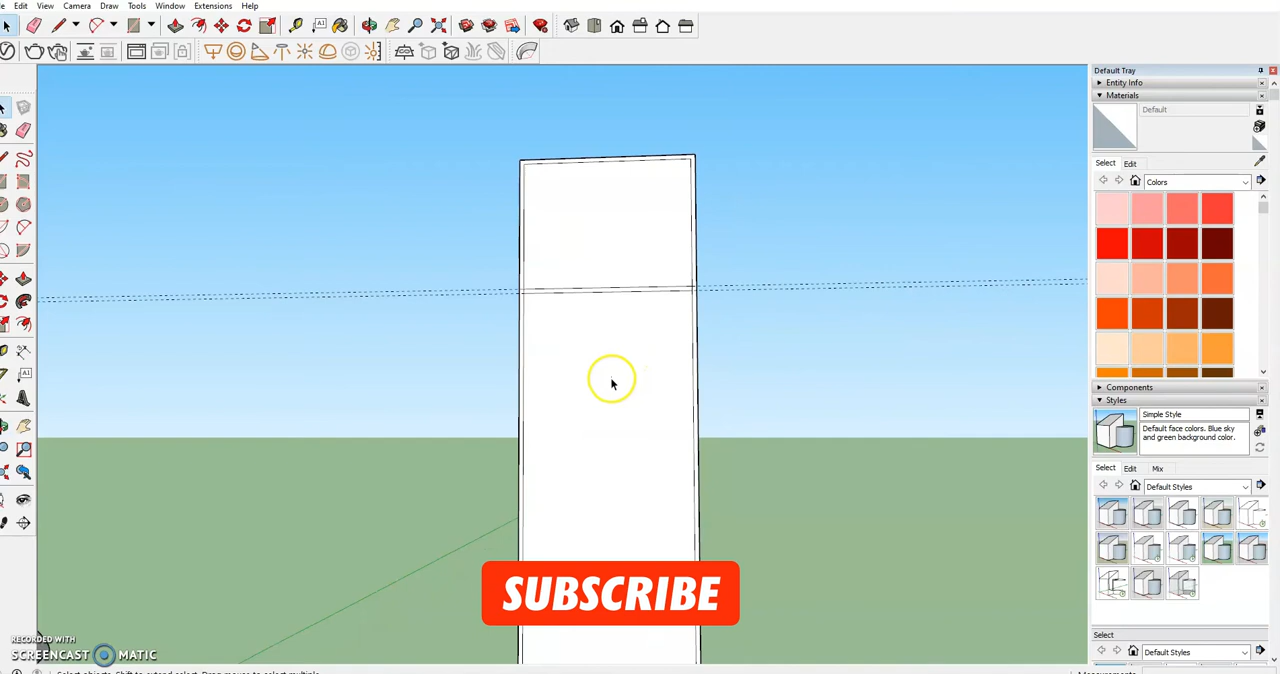 Edit View Camera Draw Tools Window Extensions Help
Default Tray
Entity Info
Materials
Default
Select Edit
Colors
Components
Styles
Simple Style
Default face colors. Blue sky
and green background color.
Select Edit Mix
Default Styles
SUBSCRIBE
Select
Default Styles
RECORDED WITH
SCREENCAST MATIC